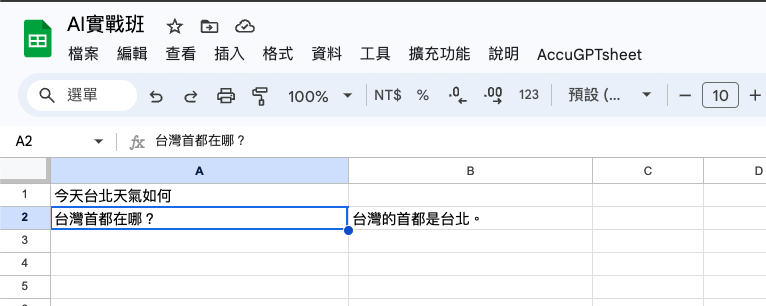 AI實戰班
檔案 編輯 查看 插入 格式 資料 工具 擴充功能 說明 AccuGPTsheet
選單 100% NT$ % .0 .00 123 預設 (... 10
A2 fx 台灣首都在哪？
A B C D
1 今天台北天氣如何
2 台灣首都在哪？ 台灣的首都是台北。
3
4
5